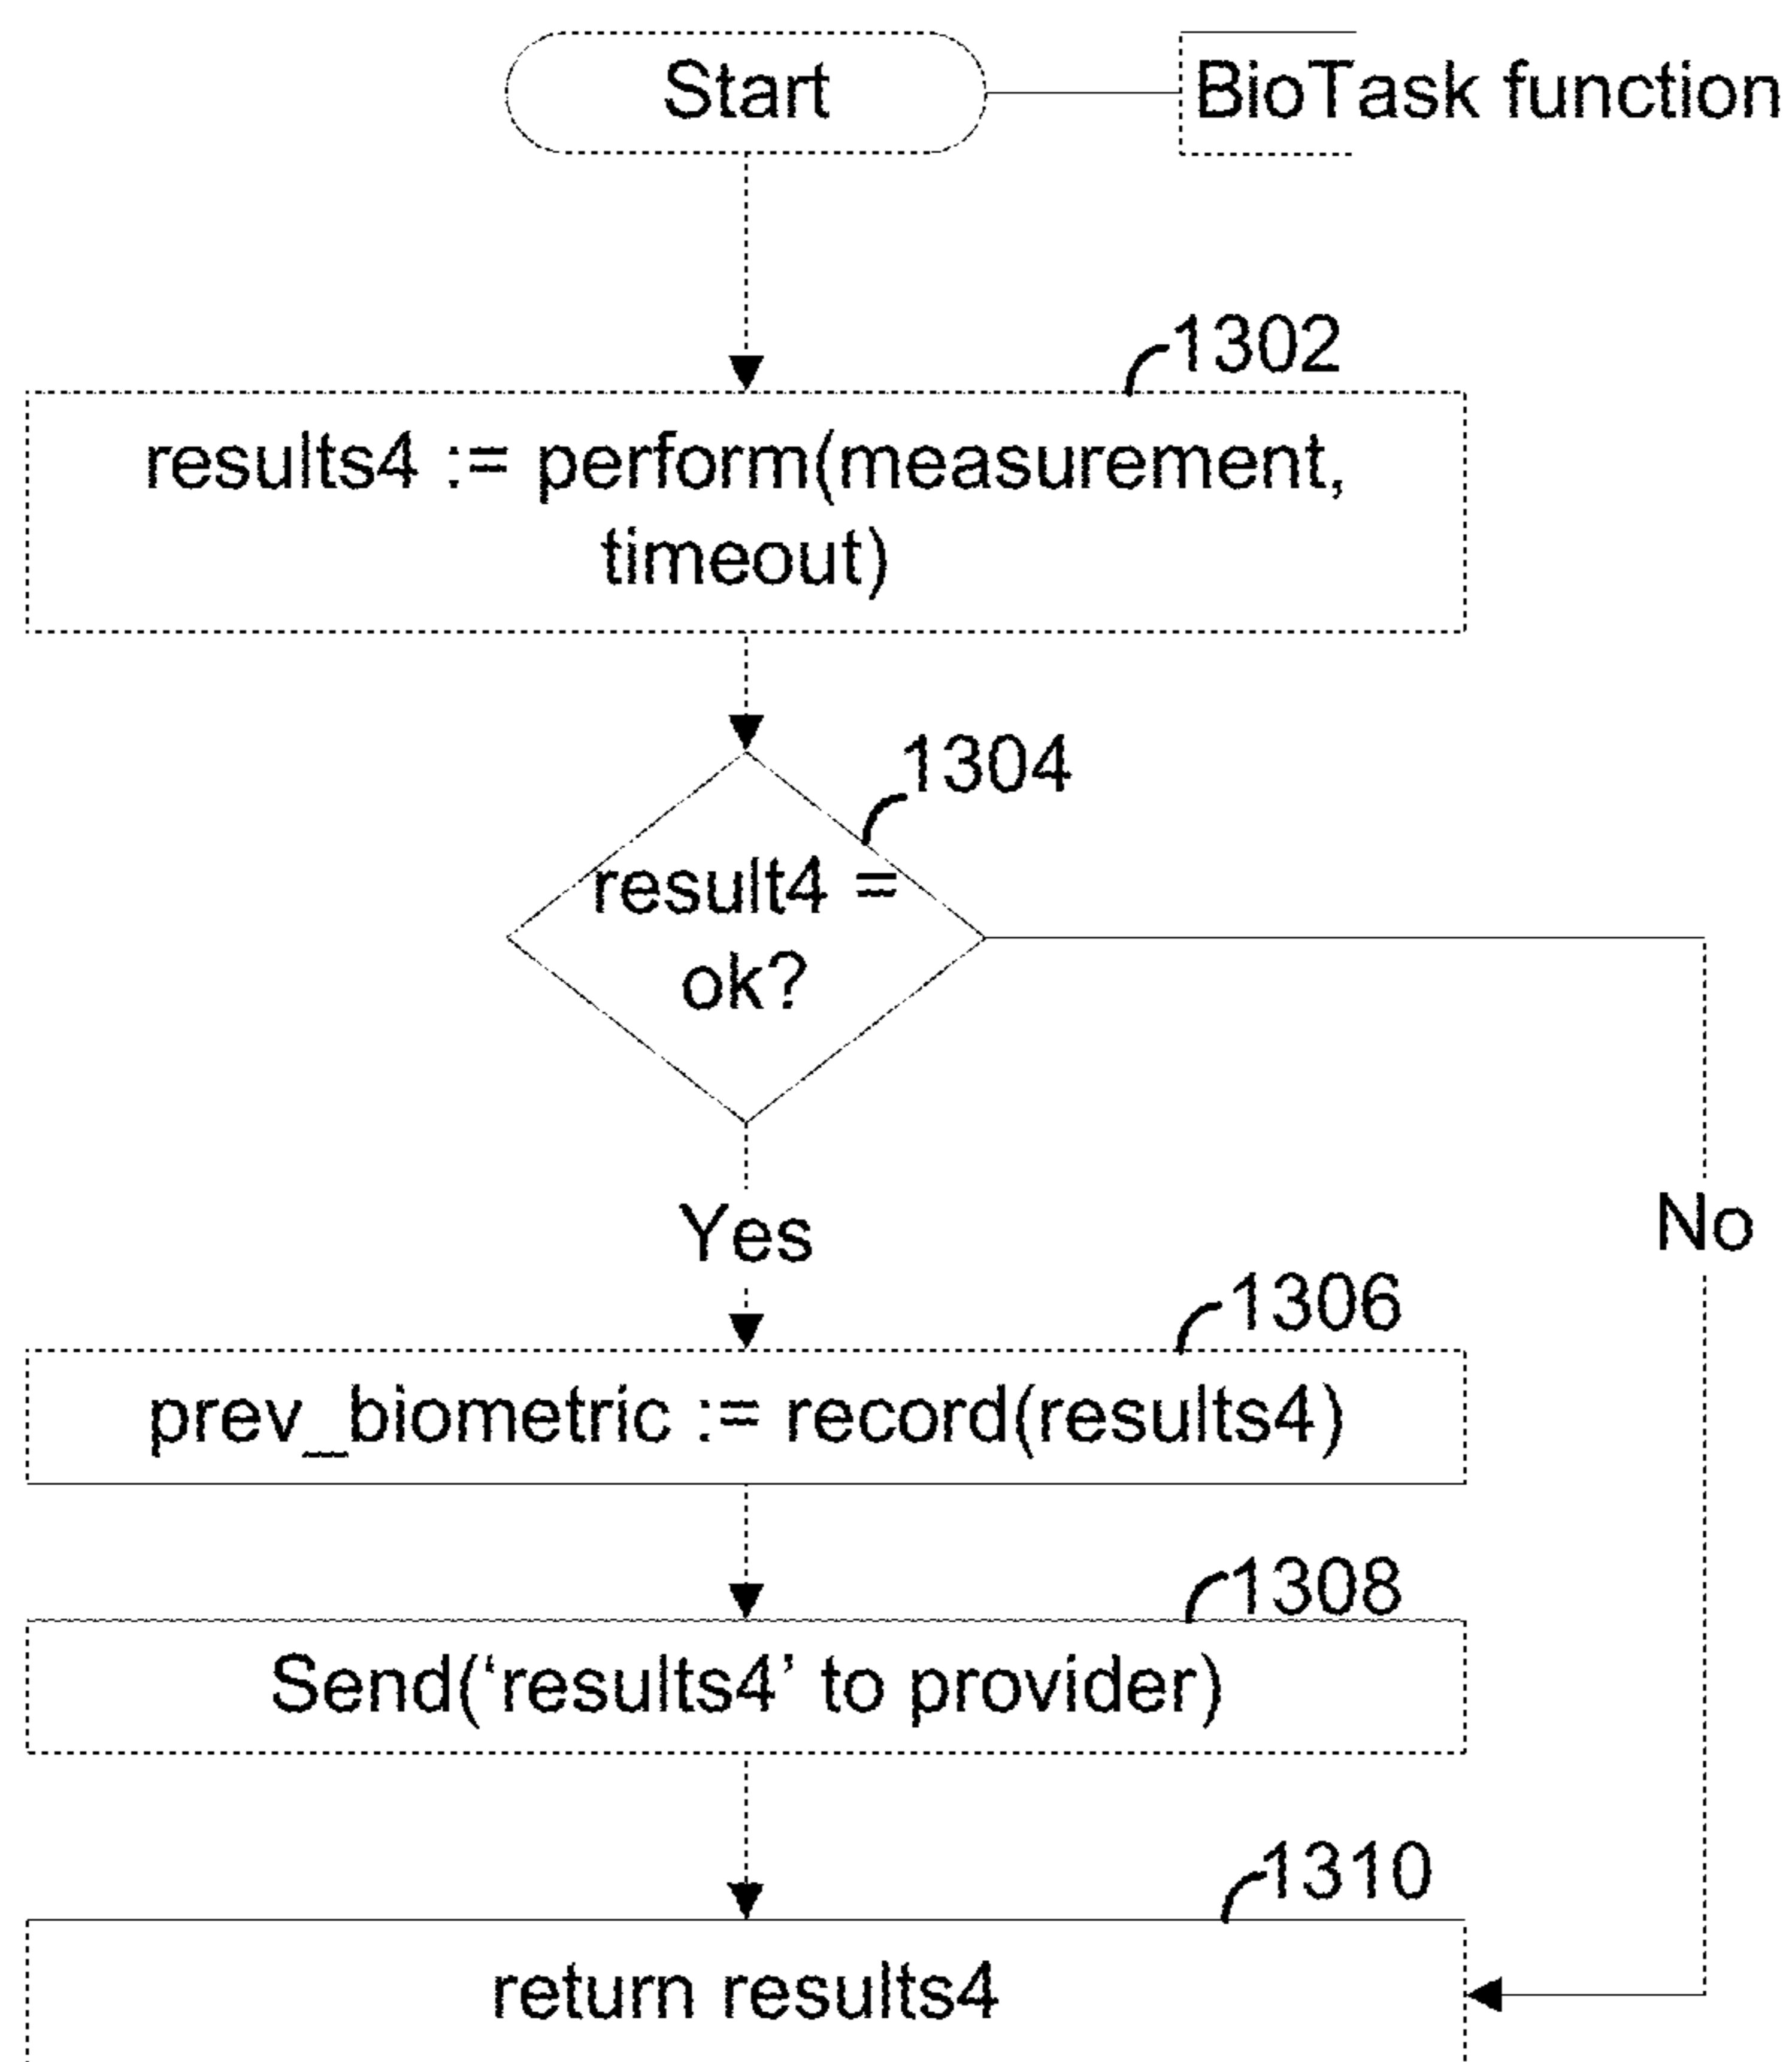 Start
BioTask function
1302
results4 := perform(measurement,
timeout)
1304
result4 =
ok?
Yes
No
1306
prev_biometric := record(results4)
1308
Send(‘results4’ to provider)
1310
return results4